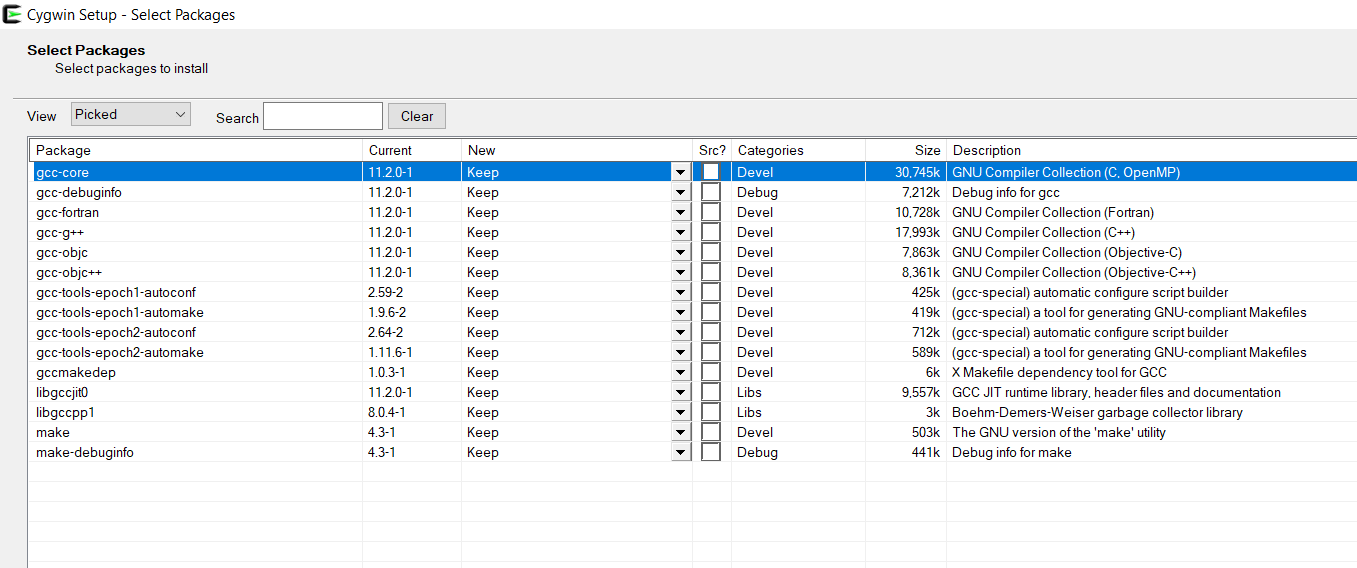 Cygwin Setup - Select Packages
Select Packages
Select packages to install
View Picked Search Clear
Package Current New Src? Categories Size Description
gcc-core 11.2.0-1 Keep Devel 30,745k GNU Compiler Collection (C, OpenMP)
gcc-debuginfo 11.2.0-1 Keep Debug 7,212k Debug info for gcc
gcc-fortran 11.2.0-1 Keep Devel 10,728k GNU Compiler Collection (Fortran)
gcc-g++ 11.2.0-1 Keep Devel 17,993k GNU Compiler Collection (C++)
gcc-objc 11.2.0-1 Keep Devel 7,863k GNU Compiler Collection (Objective-C)
gcc-objc++ 11.2.0-1 Keep Devel 8,361k GNU Compiler Collection (Objective-C++)
gcc-tools-epoch1-autoconf 2.59-2 Keep Devel 425k (gcc-special) automatic configure script builder
gcc-tools-epoch1-automake 1.9.6-2 Keep Devel 419k (gcc-special) a tool for generating GNU-compliant Makefiles
gcc-tools-epoch2-autoconf 2.64-2 Keep Devel 712k (gcc-special) automatic configure script builder
gcc-tools-epoch2-automake 1.11.6-1 Keep Devel 589k (gcc-special) a tool for generating GNU-compliant Makefiles
gccmakedep 1.0.3-1 Keep Devel 6k X Makefile dependency tool for GCC
libgccjit0 11.2.0-1 Keep Libs 9,557k GCC JIT runtime library, header files and documentation
libgccpp1 8.0.4-1 Keep Libs 3k Boehm-Demers-Weiser garbage collector library
make 4.3-1 Keep Devel 503k The GNU version of the 'make' utility
make-debuginfo 4.3-1 Keep Debug 441k Debug info for make